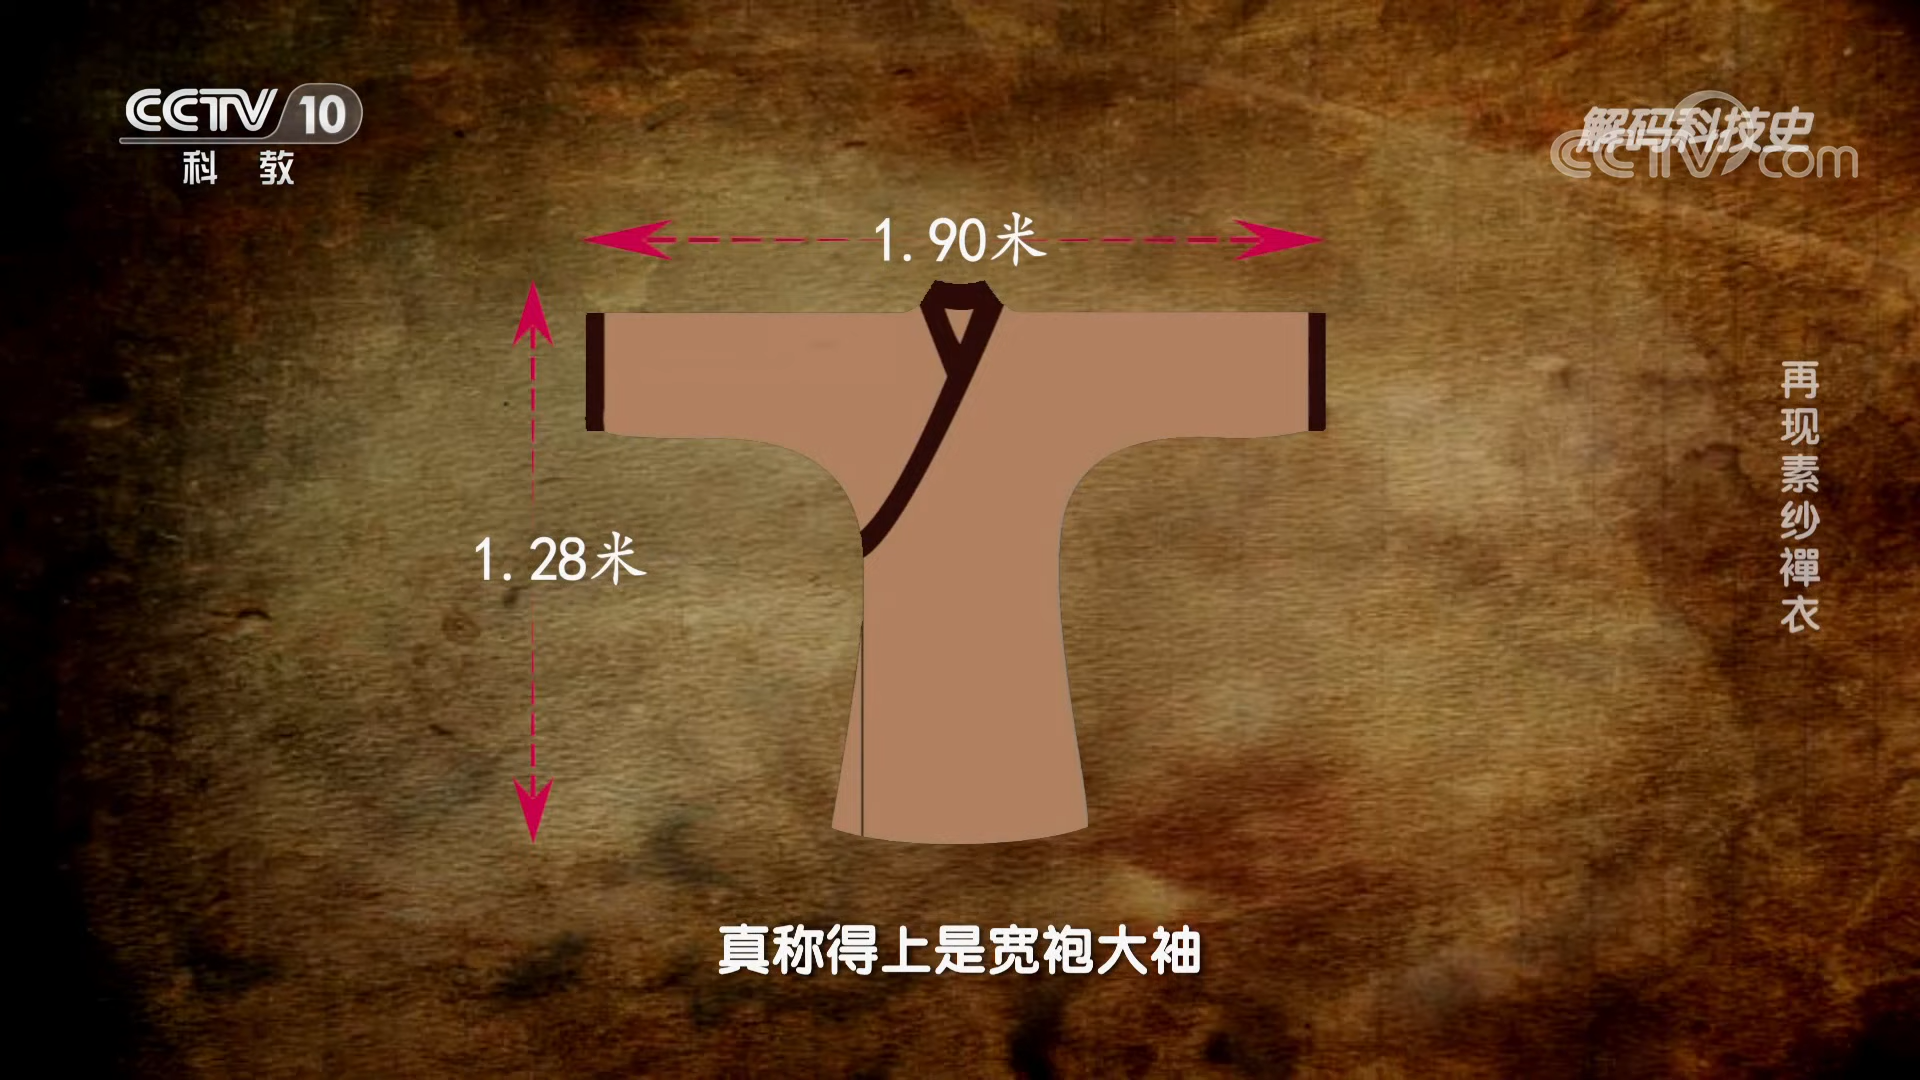 CCTV 10
科教
解码科技史
CCTV.com
1.90米
1.28米
再现素纱襌衣
真称得上是宽袍大袖